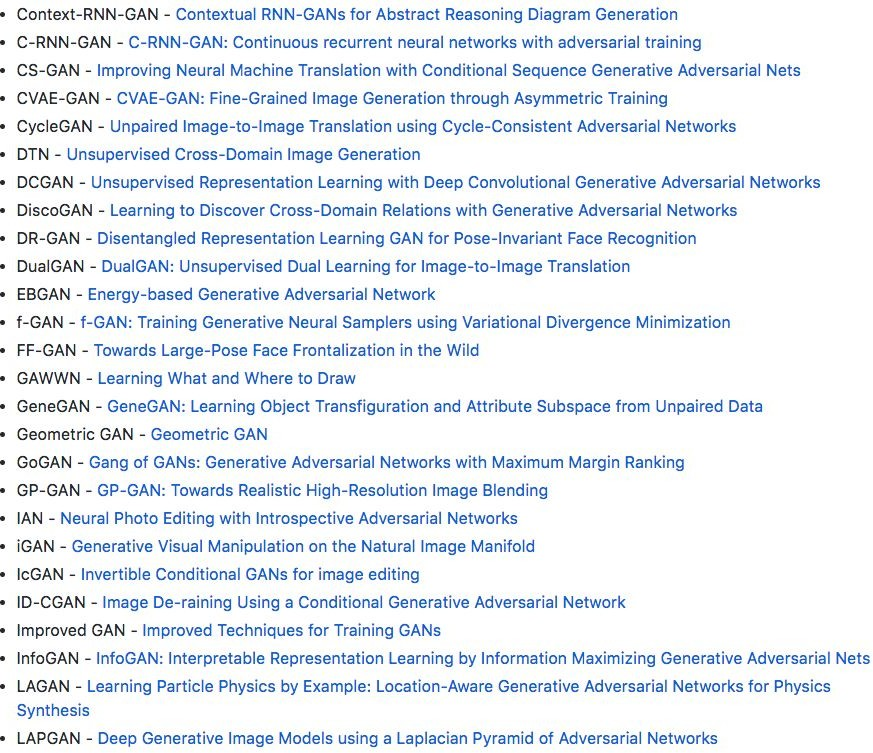 • Context-RNN-GAN - Contextual RNN-GANs for Abstract Reasoning Diagram Generation
• C-RNN-GAN - C-RNN-GAN: Continuous recurrent neural networks with adversarial training
• CS-GAN - Improving Neural Machine Translation with Conditional Sequence Generative Adversarial Nets
• CVAE-GAN - CVAE-GAN: Fine-Grained Image Generation through Asymmetric Training
• CycleGAN - Unpaired Image-to-Image Translation using Cycle-Consistent Adversarial Networks
• DTN - Unsupervised Cross-Domain Image Generation
• DCGAN - Unsupervised Representation Learning with Deep Convolutional Generative Adversarial Networks
• DiscoGAN - Learning to Discover Cross-Domain Relations with Generative Adversarial Networks
• DR-GAN - Disentangled Representation Learning GAN for Pose-Invariant Face Recognition
• DualGAN - DualGAN: Unsupervised Dual Learning for Image-to-Image Translation
• EBGAN - Energy-based Generative Adversarial Network
• f-GAN - f-GAN: Training Generative Neural Samplers using Variational Divergence Minimization
• FF-GAN - Towards Large-Pose Face Frontalization in the Wild
• GAWWN - Learning What and Where to Draw
• GeneGAN - GeneGAN: Learning Object Transfiguration and Attribute Subspace from Unpaired Data
• Geometric GAN - Geometric GAN
• GoGAN - Gang of GANs: Generative Adversarial Networks with Maximum Margin Ranking
• GP-GAN - GP-GAN: Towards Realistic High-Resolution Image Blending
• IAN - Neural Photo Editing with Introspective Adversarial Networks
• iGAN - Generative Visual Manipulation on the Natural Image Manifold
• IcGAN - Invertible Conditional GANs for image editing
• ID-CGAN - Image De-raining Using a Conditional Generative Adversarial Network
• Improved GAN - Improved Techniques for Training GANs
• InfoGAN - InfoGAN: Interpretable Representation Learning by Information Maximizing Generative Adversarial Nets
• LAGAN - Learning Particle Physics by Example: Location-Aware Generative Adversarial Networks for Physics
Synthesis
• LAPGAN - Deep Generative Image Models using a Laplacian Pyramid of Adversarial Networks